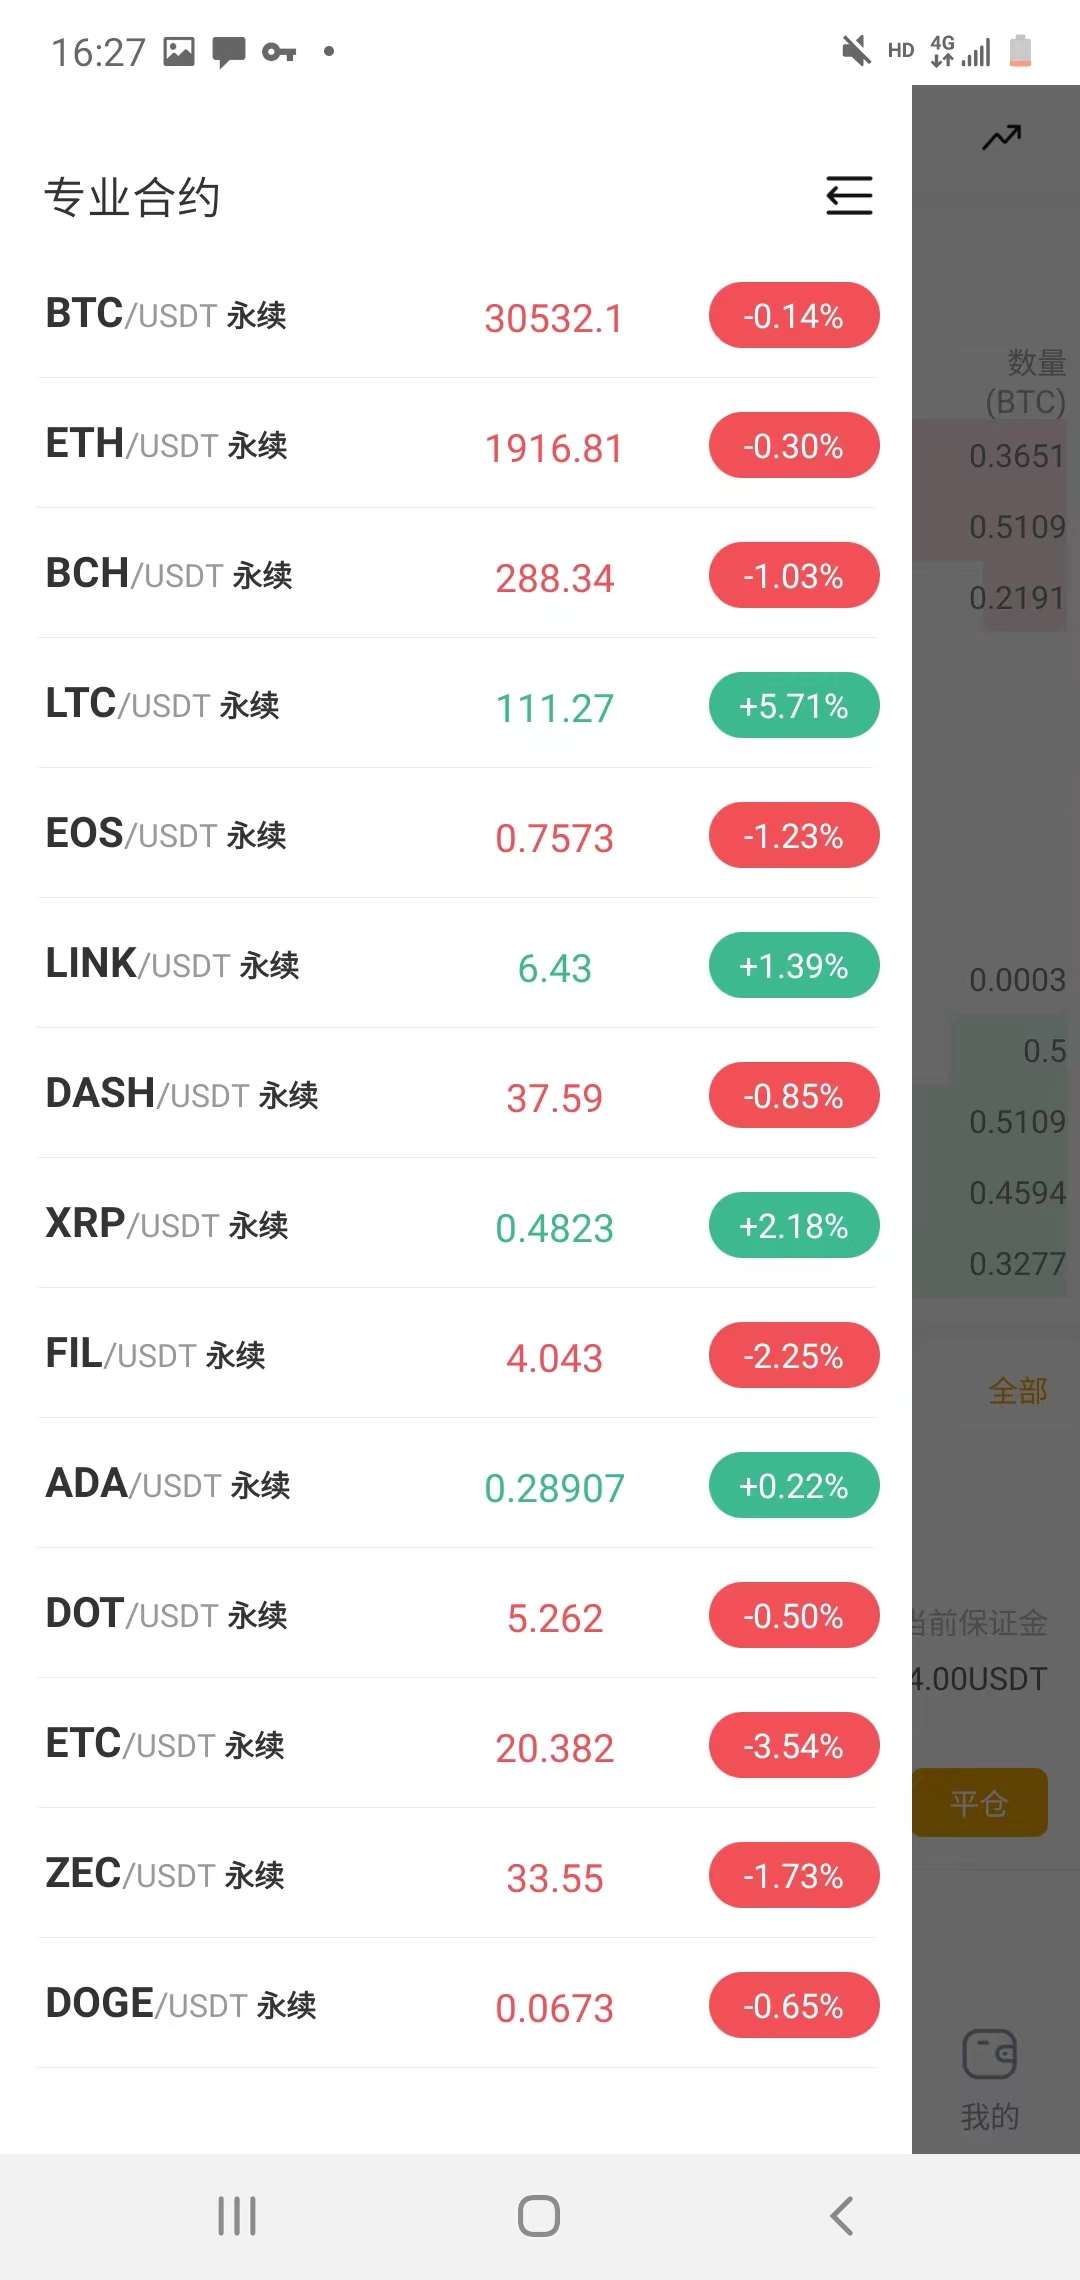 16:27 HD 4G
专业合约
BTC/USDT 永续 30532.1 -0.14%
ETH/USDT 永续 1916.81 -0.30%
BCH/USDT 永续 288.34 -1.03%
LTC/USDT 永续 111.27 +5.71%
EOS/USDT 永续 0.7573 -1.23%
LINK/USDT 永续 6.43 +1.39%
DASH/USDT 永续 37.59 -0.85%
XRP/USDT 永续 0.4823 +2.18%
FIL/USDT 永续 4.043 -2.25%
ADA/USDT 永续 0.28907 +0.22%
DOT/USDT 永续 5.262 -0.50%
ETC/USDT 永续 20.382 -3.54%
ZEC/USDT 永续 33.55 -1.73%
DOGE/USDT 永续 0.0673 -0.65%
数量
(BTC)
0.3651
0.5109
0.2191
0.0003
0.5
0.5109
0.4594
0.3277
全部
当前保证金
4.00USDT
平仓
我的